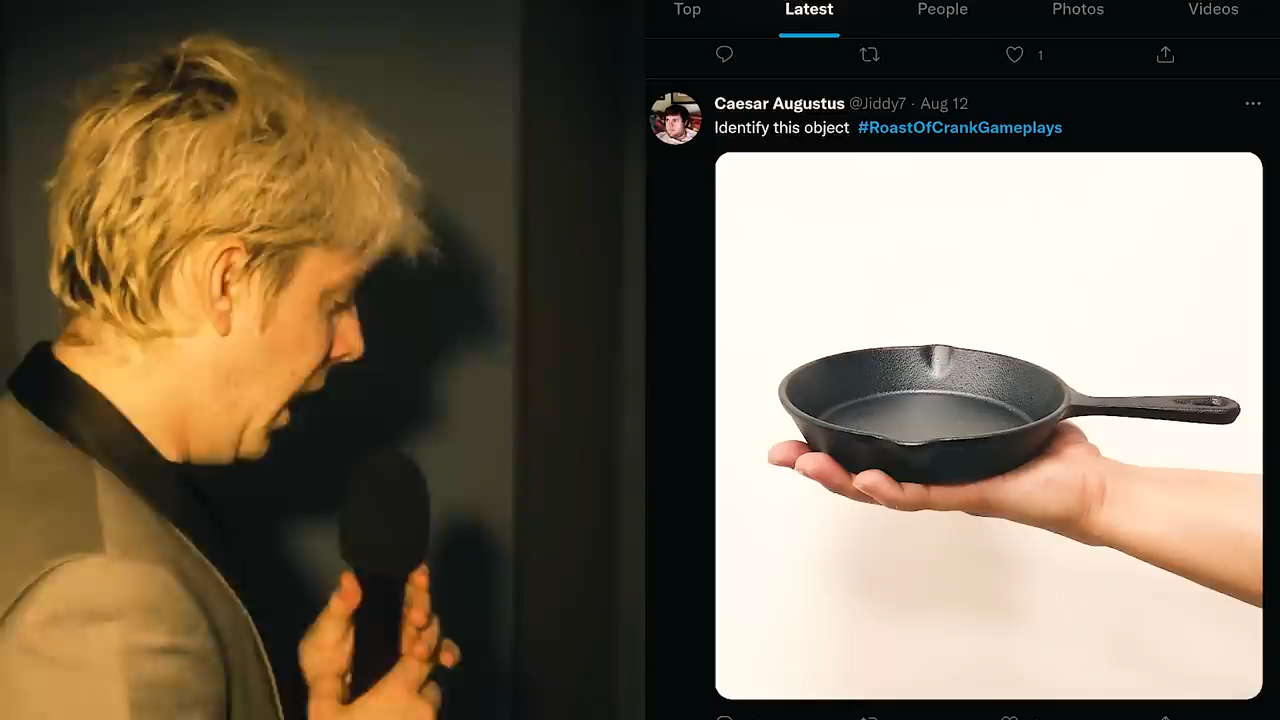 Top Latest People Photos Videos
1
Caesar Augustus @Jiddy7 · Aug 12
Identify this object #RoastOfCrankGameplays